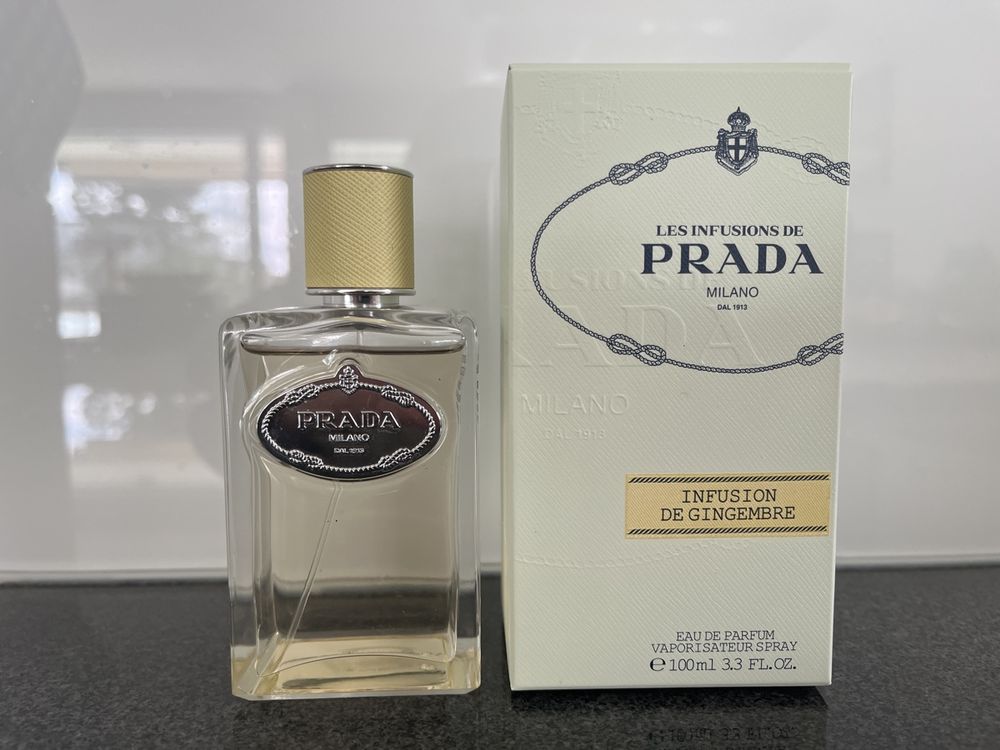 PRADA
MILANO
DAL 1913
LES INFUSIONS DE
PRADA
MILANO
DAL 1913
MILANO
DAL 1913
INFUSION
DE GINGEMBRE
EAU DE PARFUM
VAPORISATEUR SPRAY
℮ 100ml 3.3 FL.OZ.